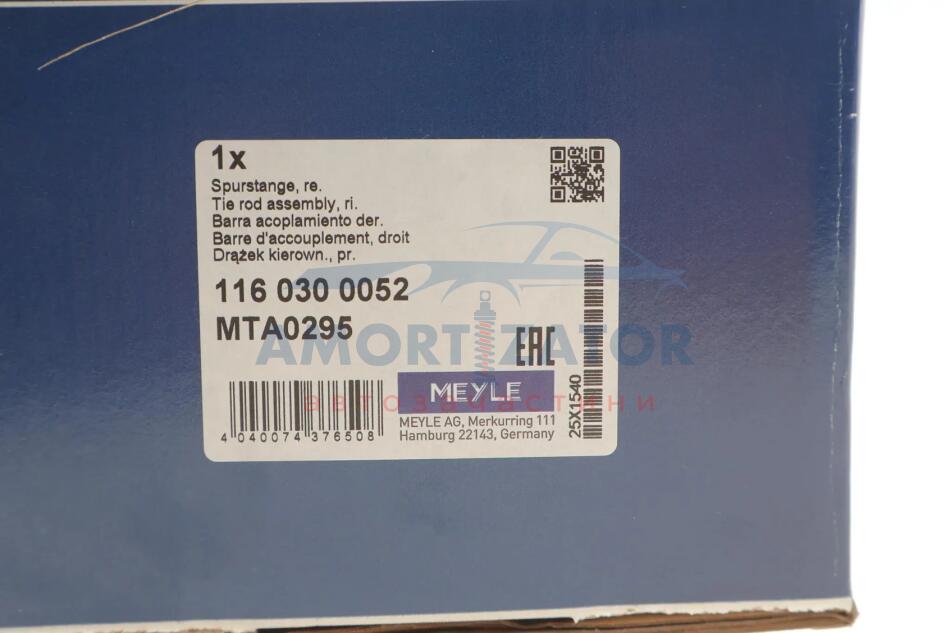 1x
Spurstange, re.
Tie rod assembly, ri.
Barra acoplamiento der.
Barre d'accouplement, droit
Drążek kierown., pr.
116 030 0052
MTA0295
AMORTIZATOR
автозапчастини
EAC
MEYLE
MEYLE AG, Merkurring 111
Hamburg 22143, Germany
4 040074 376508
25X1540